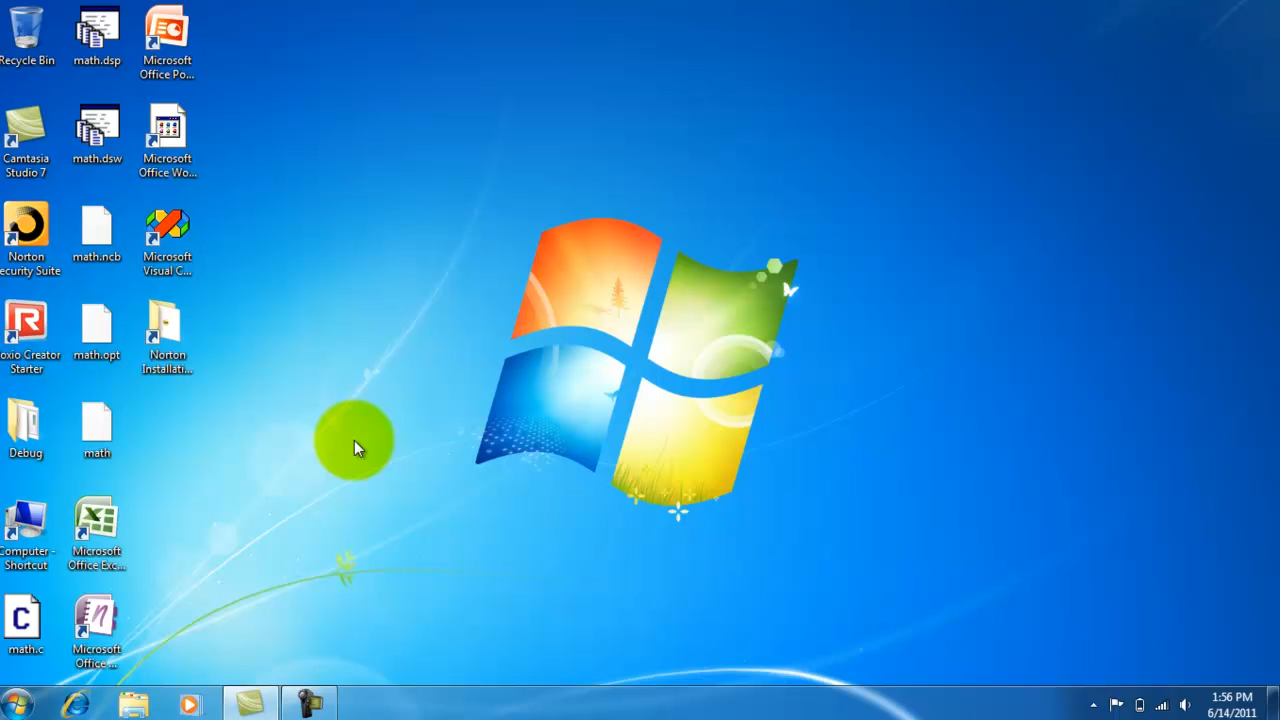 Recycle Bin
math.dsp
Microsoft
Office Po...
Camtasia
Studio 7
math.dsw
Microsoft
Office Wo...
Norton
ecurity Suite
math.ncb
Microsoft
Visual C...
oxio Creator
Starter
math.opt
Norton
Installati...
Debug
math
Computer -
Shortcut
Microsoft
Office Exc...
C
math.c
Microsoft
Office ...
1:56 PM
6/14/2011